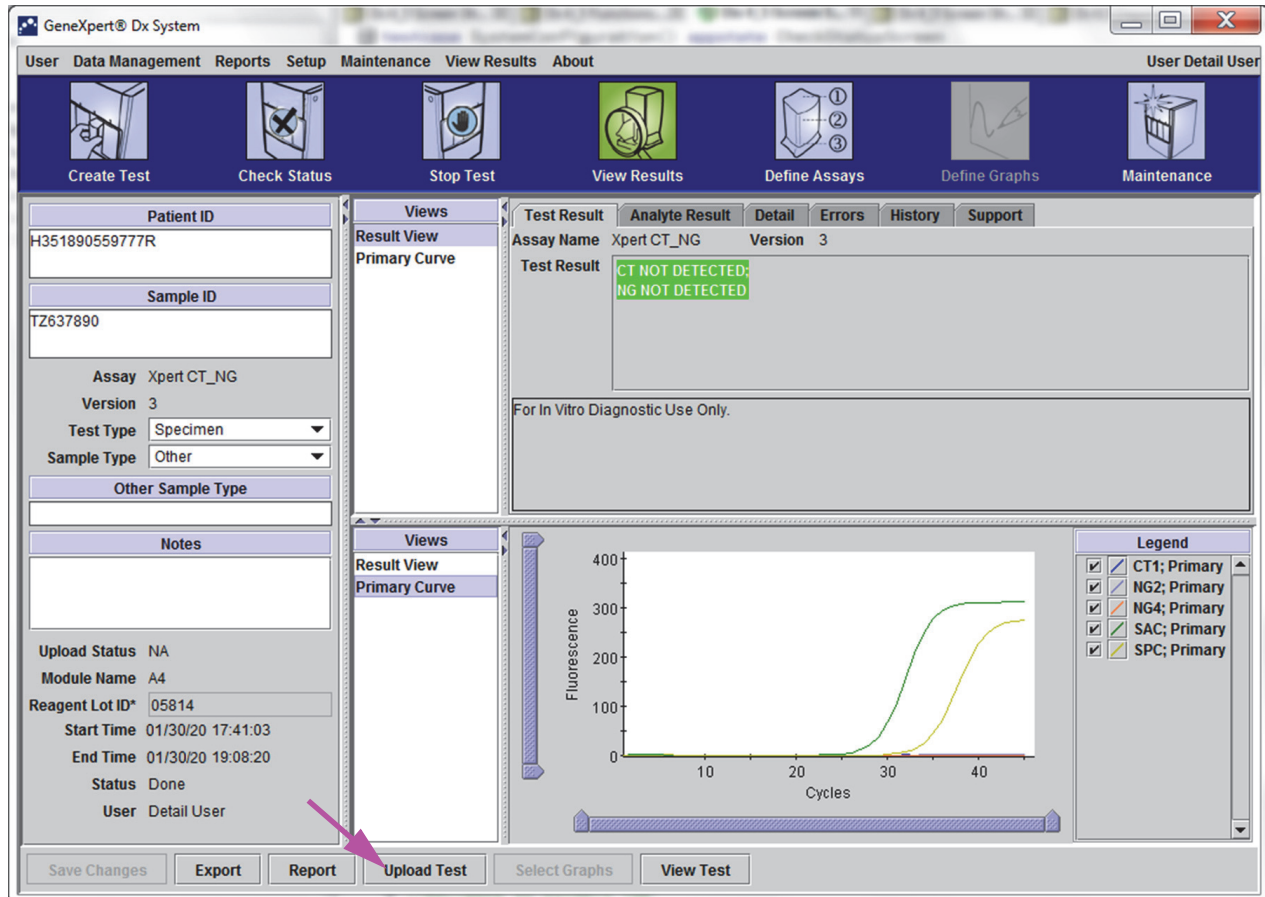 GeneXpert® Dx System
User Data Management Reports Setup Maintenance View Results About User Detail User
Create Test Check Status Stop Test View Results Define Assays Define Graphs Maintenance
①
②
③
Patient ID
H351890559777R
Sample ID
TZ637890
Assay Xpert CT_NG
Version 3
Test Type Specimen
Sample Type Other
Other Sample Type
Notes
Upload Status NA
Module Name A4
Reagent Lot ID* 05814
Start Time 01/30/20 17:41:03
End Time 01/30/20 19:08:20
Status Done
User Detail User
Views
Result View
Primary Curve
Test Result Analyte Result Detail Errors History Support
Assay Name Xpert CT_NG Version 3
Test Result CT NOT DETECTED;
NG NOT DETECTED
For In Vitro Diagnostic Use Only.
Views
Result View
Primary Curve
400
300
200
100
0
Fluorescence
10 20 30 40
Cycles
Legend
CT1; Primary
NG2; Primary
NG4; Primary
SAC; Primary
SPC; Primary
Save Changes Export Report Upload Test Select Graphs View Test